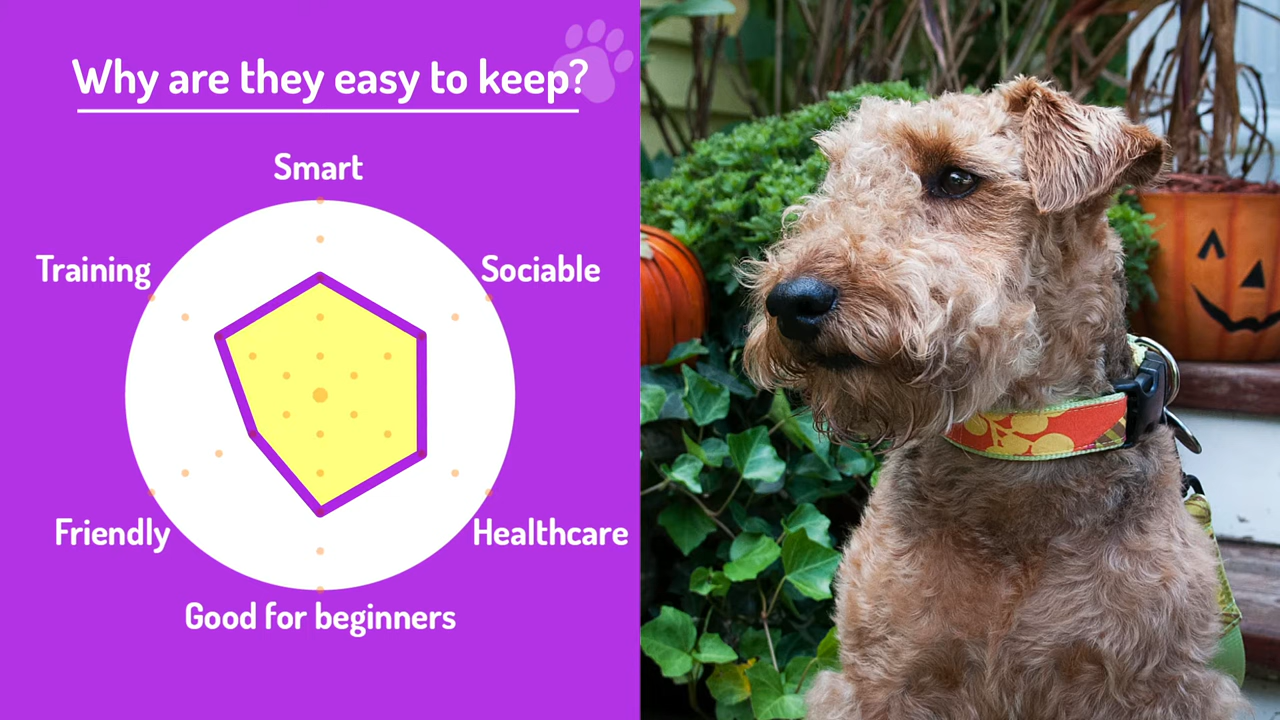 Why are they easy to keep?
Smart
Training
Sociable
Friendly
Healthcare
Good for beginners